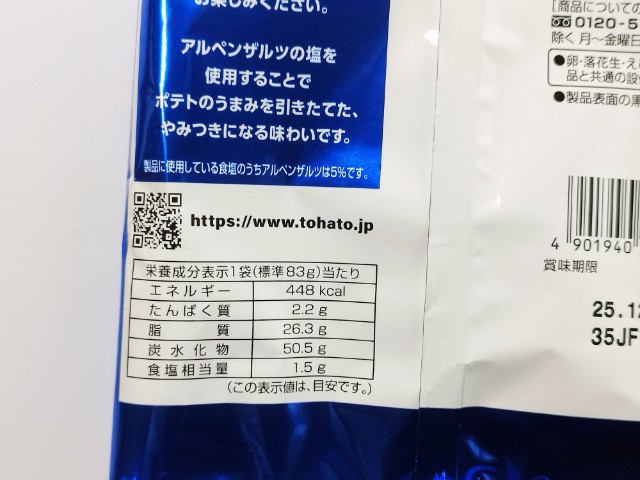 お楽しみください。
アルペンザルツの塩を
使用することで
ポテトのうまみを引きたてた、
やみつきになる味わいです。
製品に使用している食塩のうちアルペンザルツは5%です。
https://www.tohato.jp
栄養成分表示1袋(標準83g)当たり
エネルギー 448 kcal
たんぱく質 2.2 g
脂質 26.3 g
炭水化物 50.5 g
食塩相当量 1.5 g
(この表示値は、目安です。)
[商品についての
0120-5
除く 月〜金曜日
●卵・落花生・え
品と共通の設
●製品表面の黒
4 901940
賞味期限
25.12
35JF